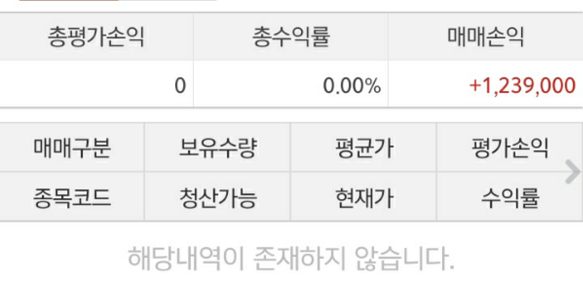 총평가손익 총수익률 매매손익
0 0.00% +1,239,000
매매구분 보유수량 평균가 평가손익
종목코드 청산가능 현재가 수익률
해당내역이 존재하지 않습니다.